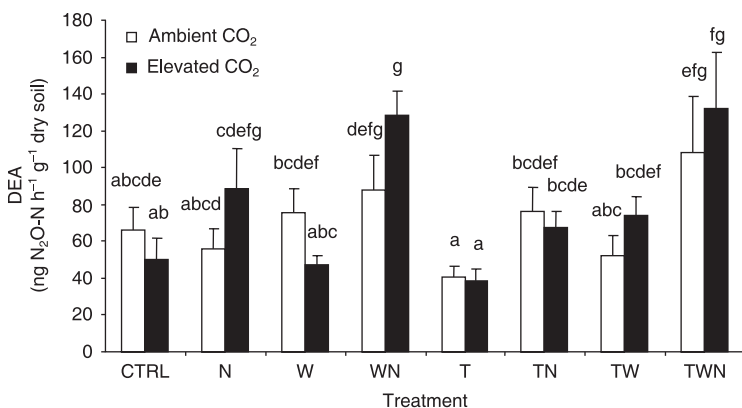 180
160
140
120
100
80
60
40
20
0
DEA
(ng N₂O-N h⁻¹ g⁻¹ dry soil)
Ambient CO₂
Elevated CO₂
abcde
ab
abcd
cdefg
bcdef
abc
defg
g
a
a
bcdef
bcde
abc
bcdef
efg
fg
CTRL N W WN T TN TW TWN
Treatment